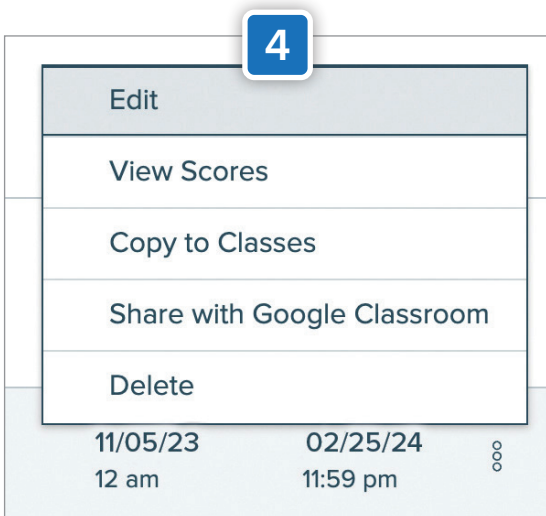 4
Edit
View Scores
Copy to Classes
Share with Google Classroom
Delete
11/05/23 02/25/24
12 am 11:59 pm